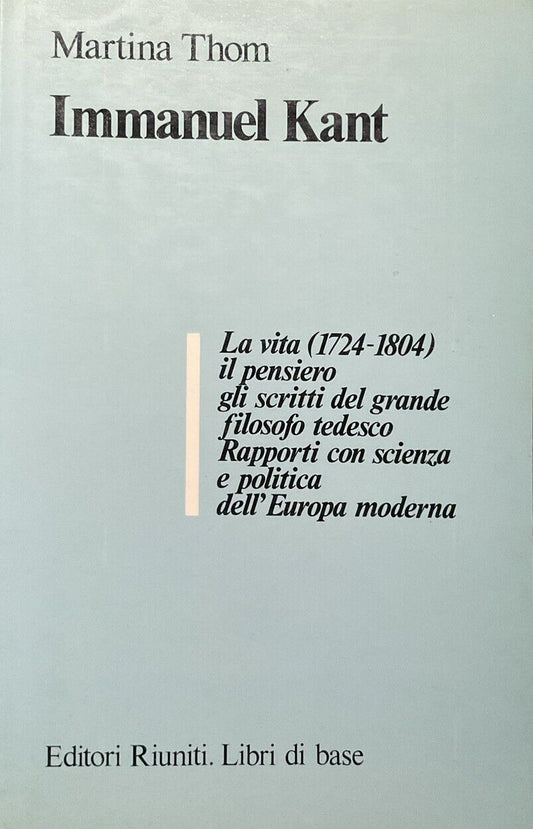 Martina Thom
Immanuel Kant
La vita (1724-1804)
il pensiero
gli scritti del grande
filosofo tedesco
Rapporti con scienza
e politica
dell'Europa moderna
Editori Riuniti. Libri di base